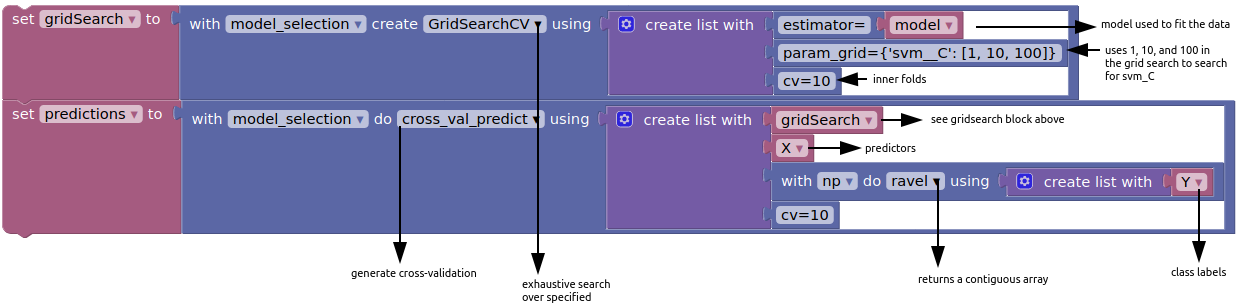 set gridSearch to with model_selection create GridSearchCV using create list with estimator= model
model used to fit the data
param_grid={'svm__C': [1, 10, 100]}
uses 1, 10, and 100 in
the grid search to search
for svm_C
cv=10
inner folds
set predictions to with model_selection do cross_val_predict using create list with gridSearch
see gridsearch block above
X
predictors
with np do ravel using create list with Y
cv=10
generate cross-validation
exhaustive search
over specified
returns a contiguous array
class labels